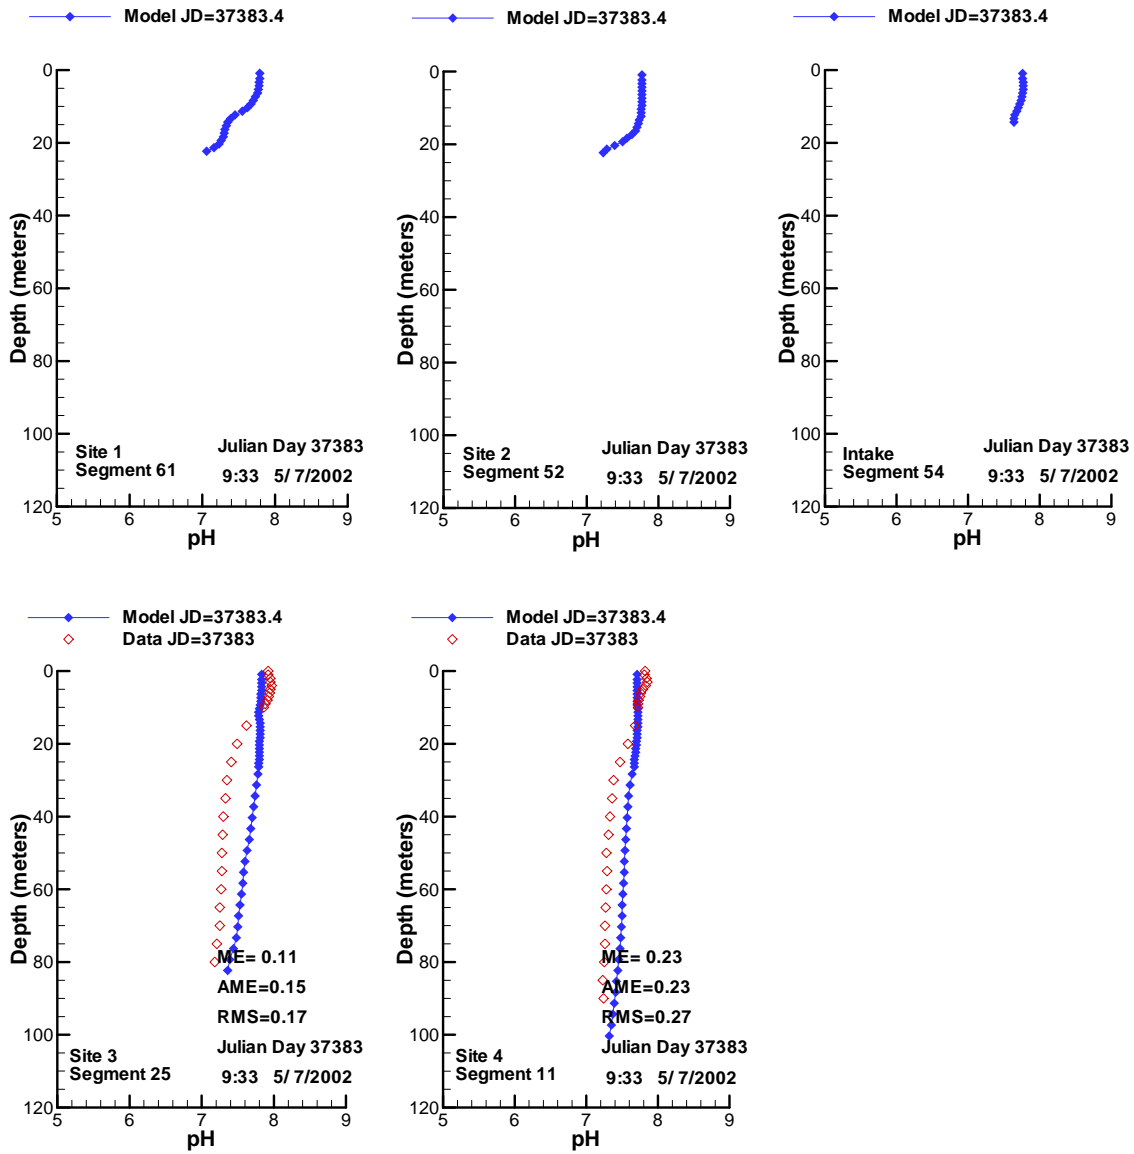 Model JD=37383.4
0
20
40
60
80
100
120
Depth (meters)
Site 1
Segment 61
Julian Day 37383
9:33 5/ 7/2002
5 6 7 8 9
pH
Model JD=37383.4
0
20
40
60
80
100
120
Depth (meters)
Site 2
Segment 52
Julian Day 37383
9:33 5/ 7/2002
5 6 7 8 9
pH
Model JD=37383.4
0
20
40
60
80
100
120
Depth (meters)
Intake
Segment 54
Julian Day 37383
9:33 5/ 7/2002
5 6 7 8 9
pH
Model JD=37383.4
Data JD=37383
0
20
40
60
80
100
120
Depth (meters)
ME= 0.11
AME=0.15
RMS=0.17
Site 3
Segment 25
Julian Day 37383
9:33 5/ 7/2002
5 6 7 8 9
pH
Model JD=37383.4
Data JD=37383
0
20
40
60
80
100
120
Depth (meters)
ME= 0.23
AME=0.23
RMS=0.27
Site 4
Segment 11
Julian Day 37383
9:33 5/ 7/2002
5 6 7 8 9
pH